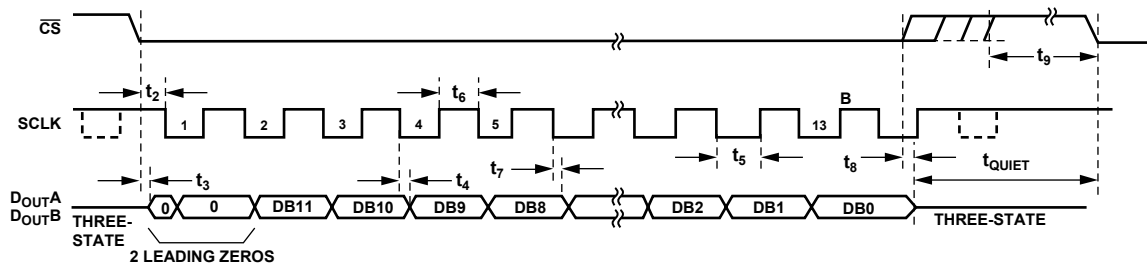 CS
t9
t2
t6
B
SCLK
1
2
3
4
5
13
t8
tQUIET
t5
t7
t3
t4
DOUTA
DOUTB
0
0
DB11
DB10
DB9
DB8
DB2
DB1
DB0
THREE-
STATE
THREE-STATE
2 LEADING ZEROS